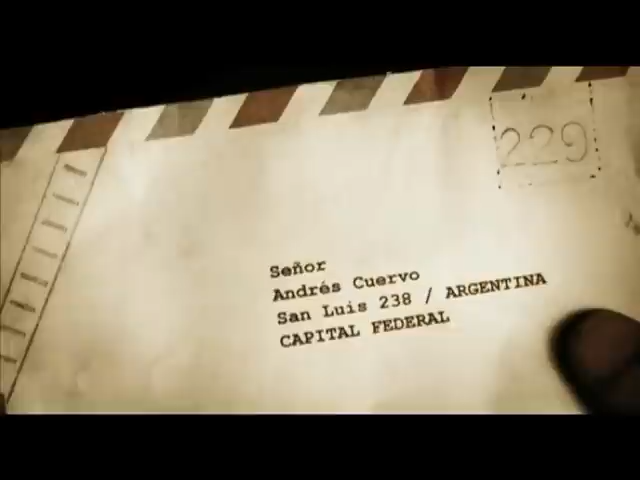 229
Señor
Andrés Cuervo
San Luis 238 / ARGENTINA
CAPITAL FEDERAL